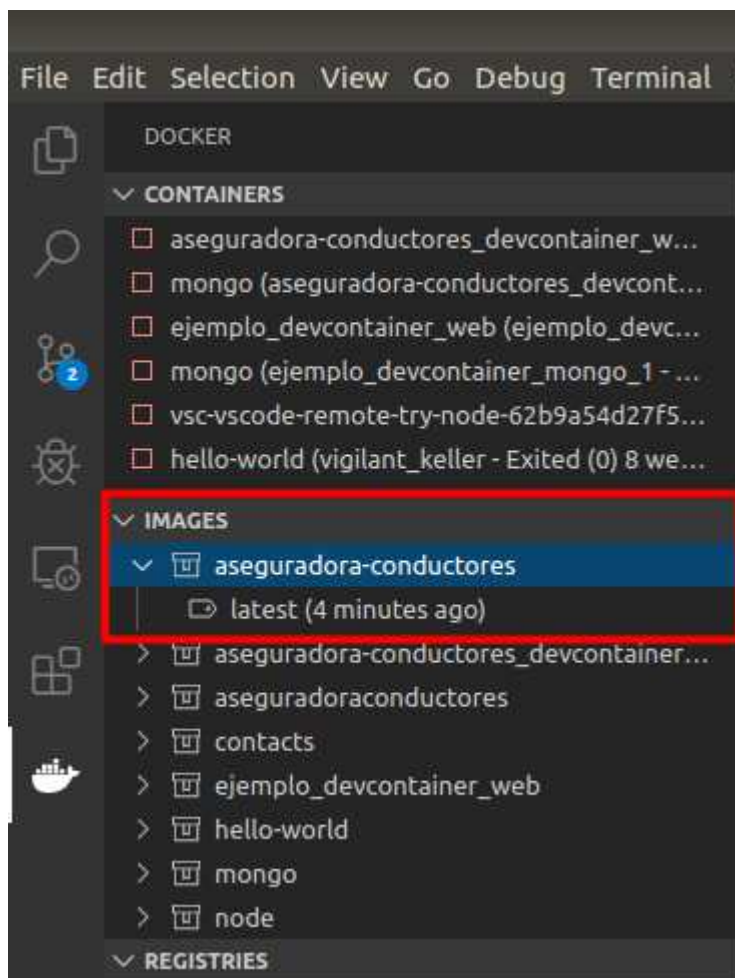 File Edit Selection View Go Debug Terminal
DOCKER
CONTAINERS
aseguradora-conductores_devcontainer_w...
mongo (aseguradora-conductores_devcont...
ejemplo_devcontainer_web (ejemplo_devc...
mongo (ejemplo_devcontainer_mongo_1 - ...
vsc-vscode-remote-try-node-62b9a54d27f5...
hello-world (vigilant_keller - Exited (0) 8 we...
2
IMAGES
aseguradora-conductores
latest (4 minutes ago)
aseguradora-conductores_devcontainer...
aseguradoraconductores
contacts
ejemplo_devcontainer_web
hello-world
mongo
node
REGISTRIES